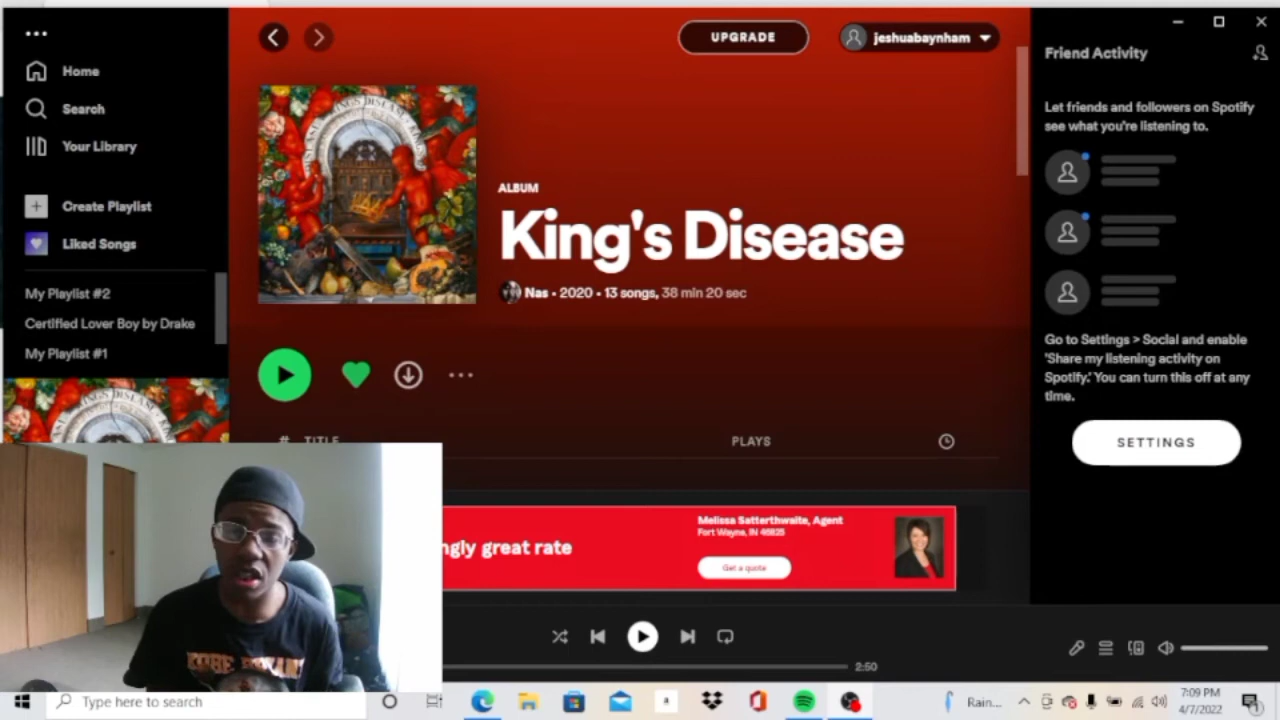 Home
Search
Your Library
Create Playlist
Liked Songs
My Playlist #2
Certified Lover Boy by Drake
My Playlist #1
UPGRADE
jeshuabaynham
ALBUM
King's Disease
Nas • 2020 • 13 songs, 38 min 20 sec
# TITLE
PLAYS
ngly great rate
Melissa Satterthwaite, Agent
Fort Wayne, IN 46825
Get a quote
2:50
Friend Activity
Let friends and followers on Spotify
see what you're listening to.
Go to Settings > Social and enable
'Share my listening activity on
Spotify.' You can turn this off at any
time.
SETTINGS
Type here to search
Rain...
7:09 PM
4/7/2022